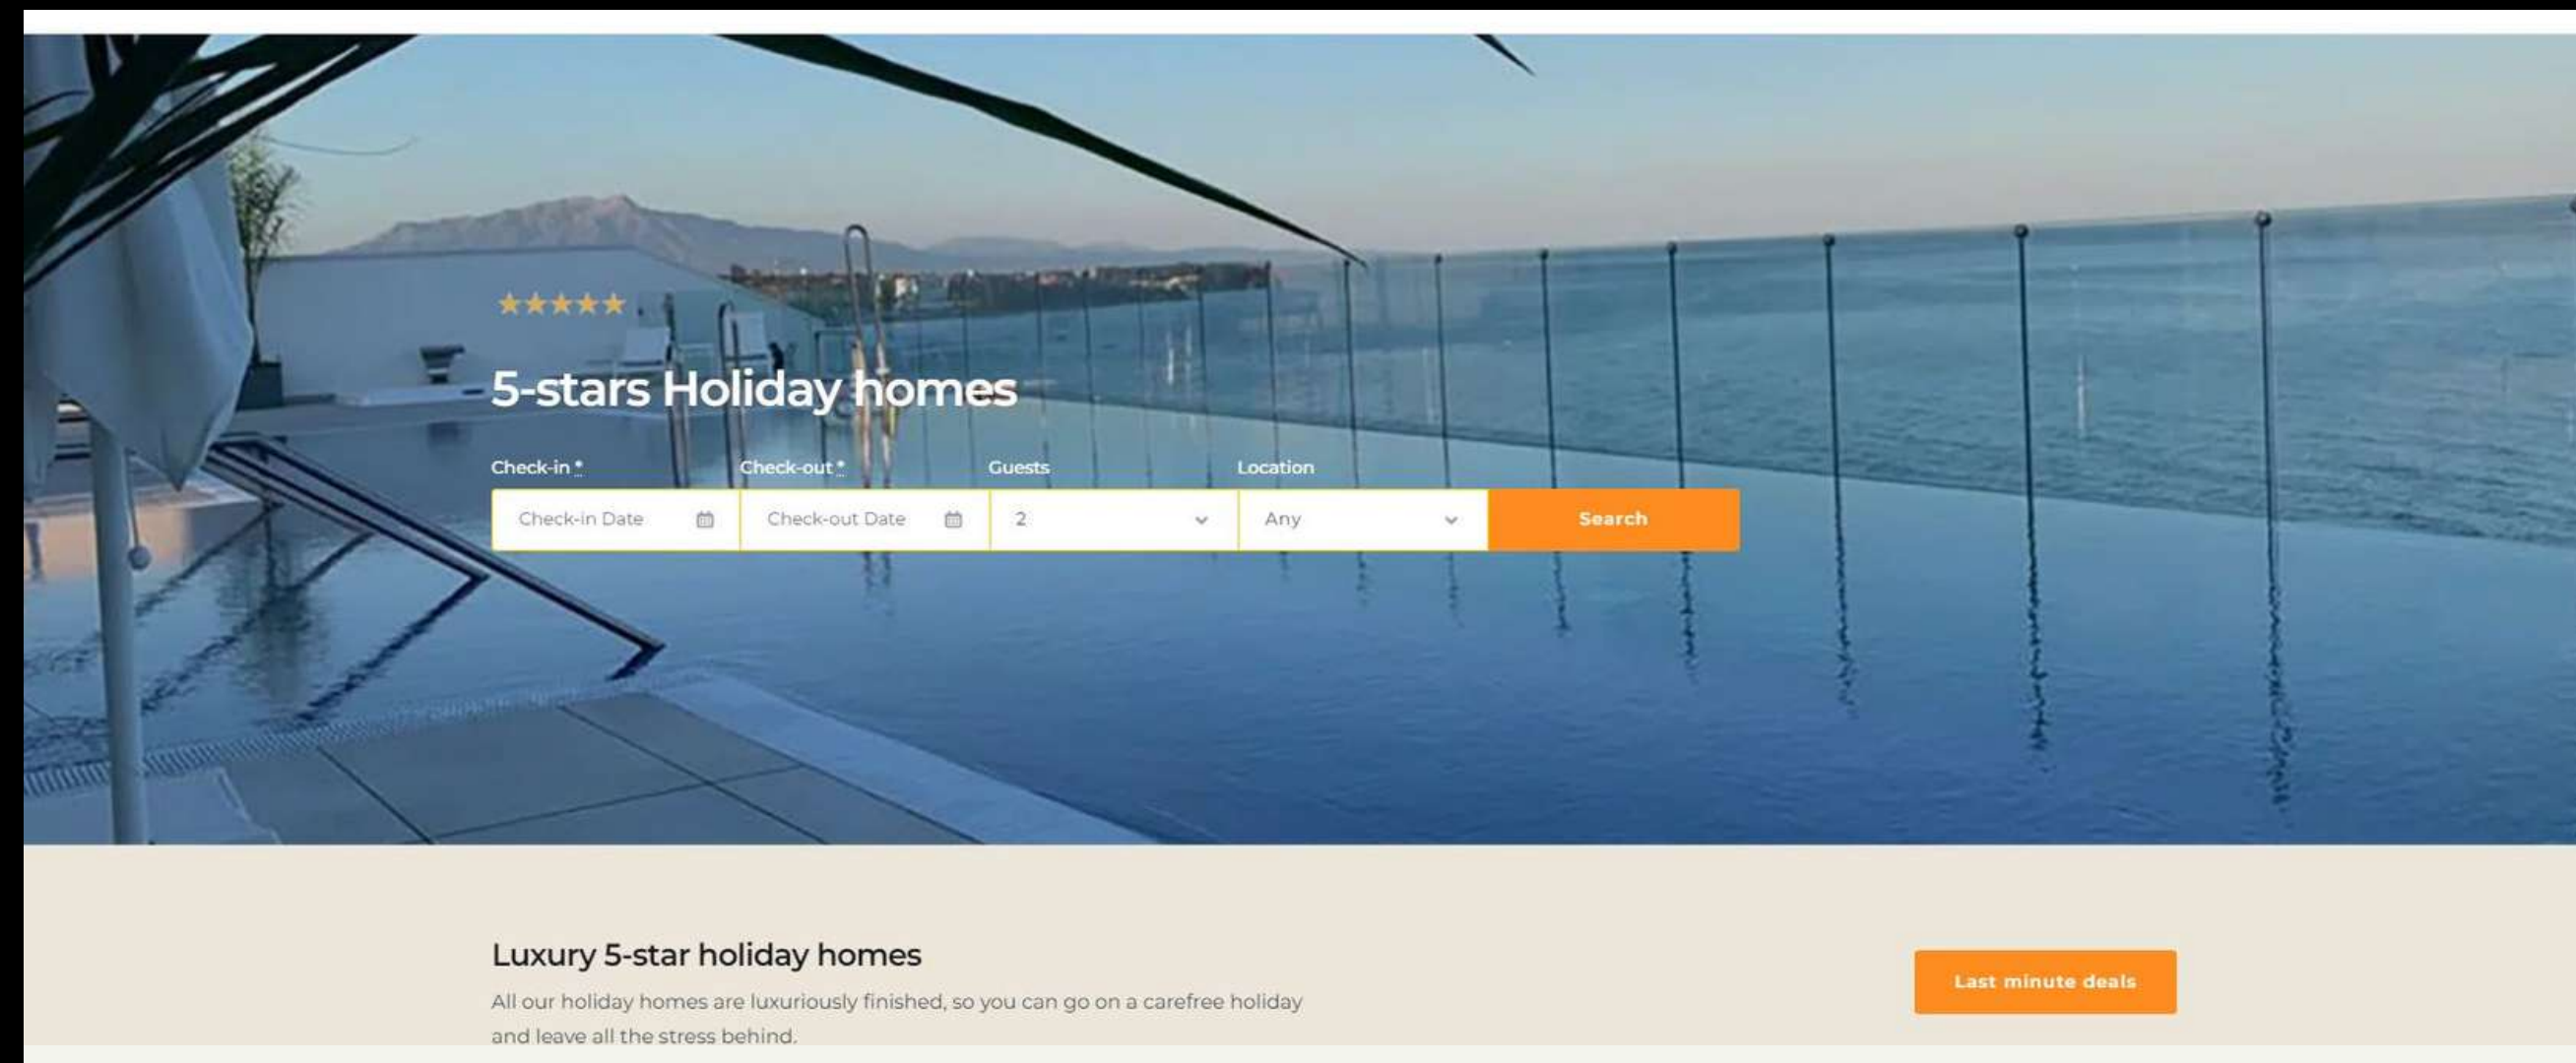 5-stars Holiday homes
Check-in * Check-out * Guests Location
Check-in Date Check-out Date 2 Any Search
Luxury 5-star holiday homes
All our holiday homes are luxuriously finished, so you can go on a carefree holiday
and leave all the stress behind.
Last minute deals